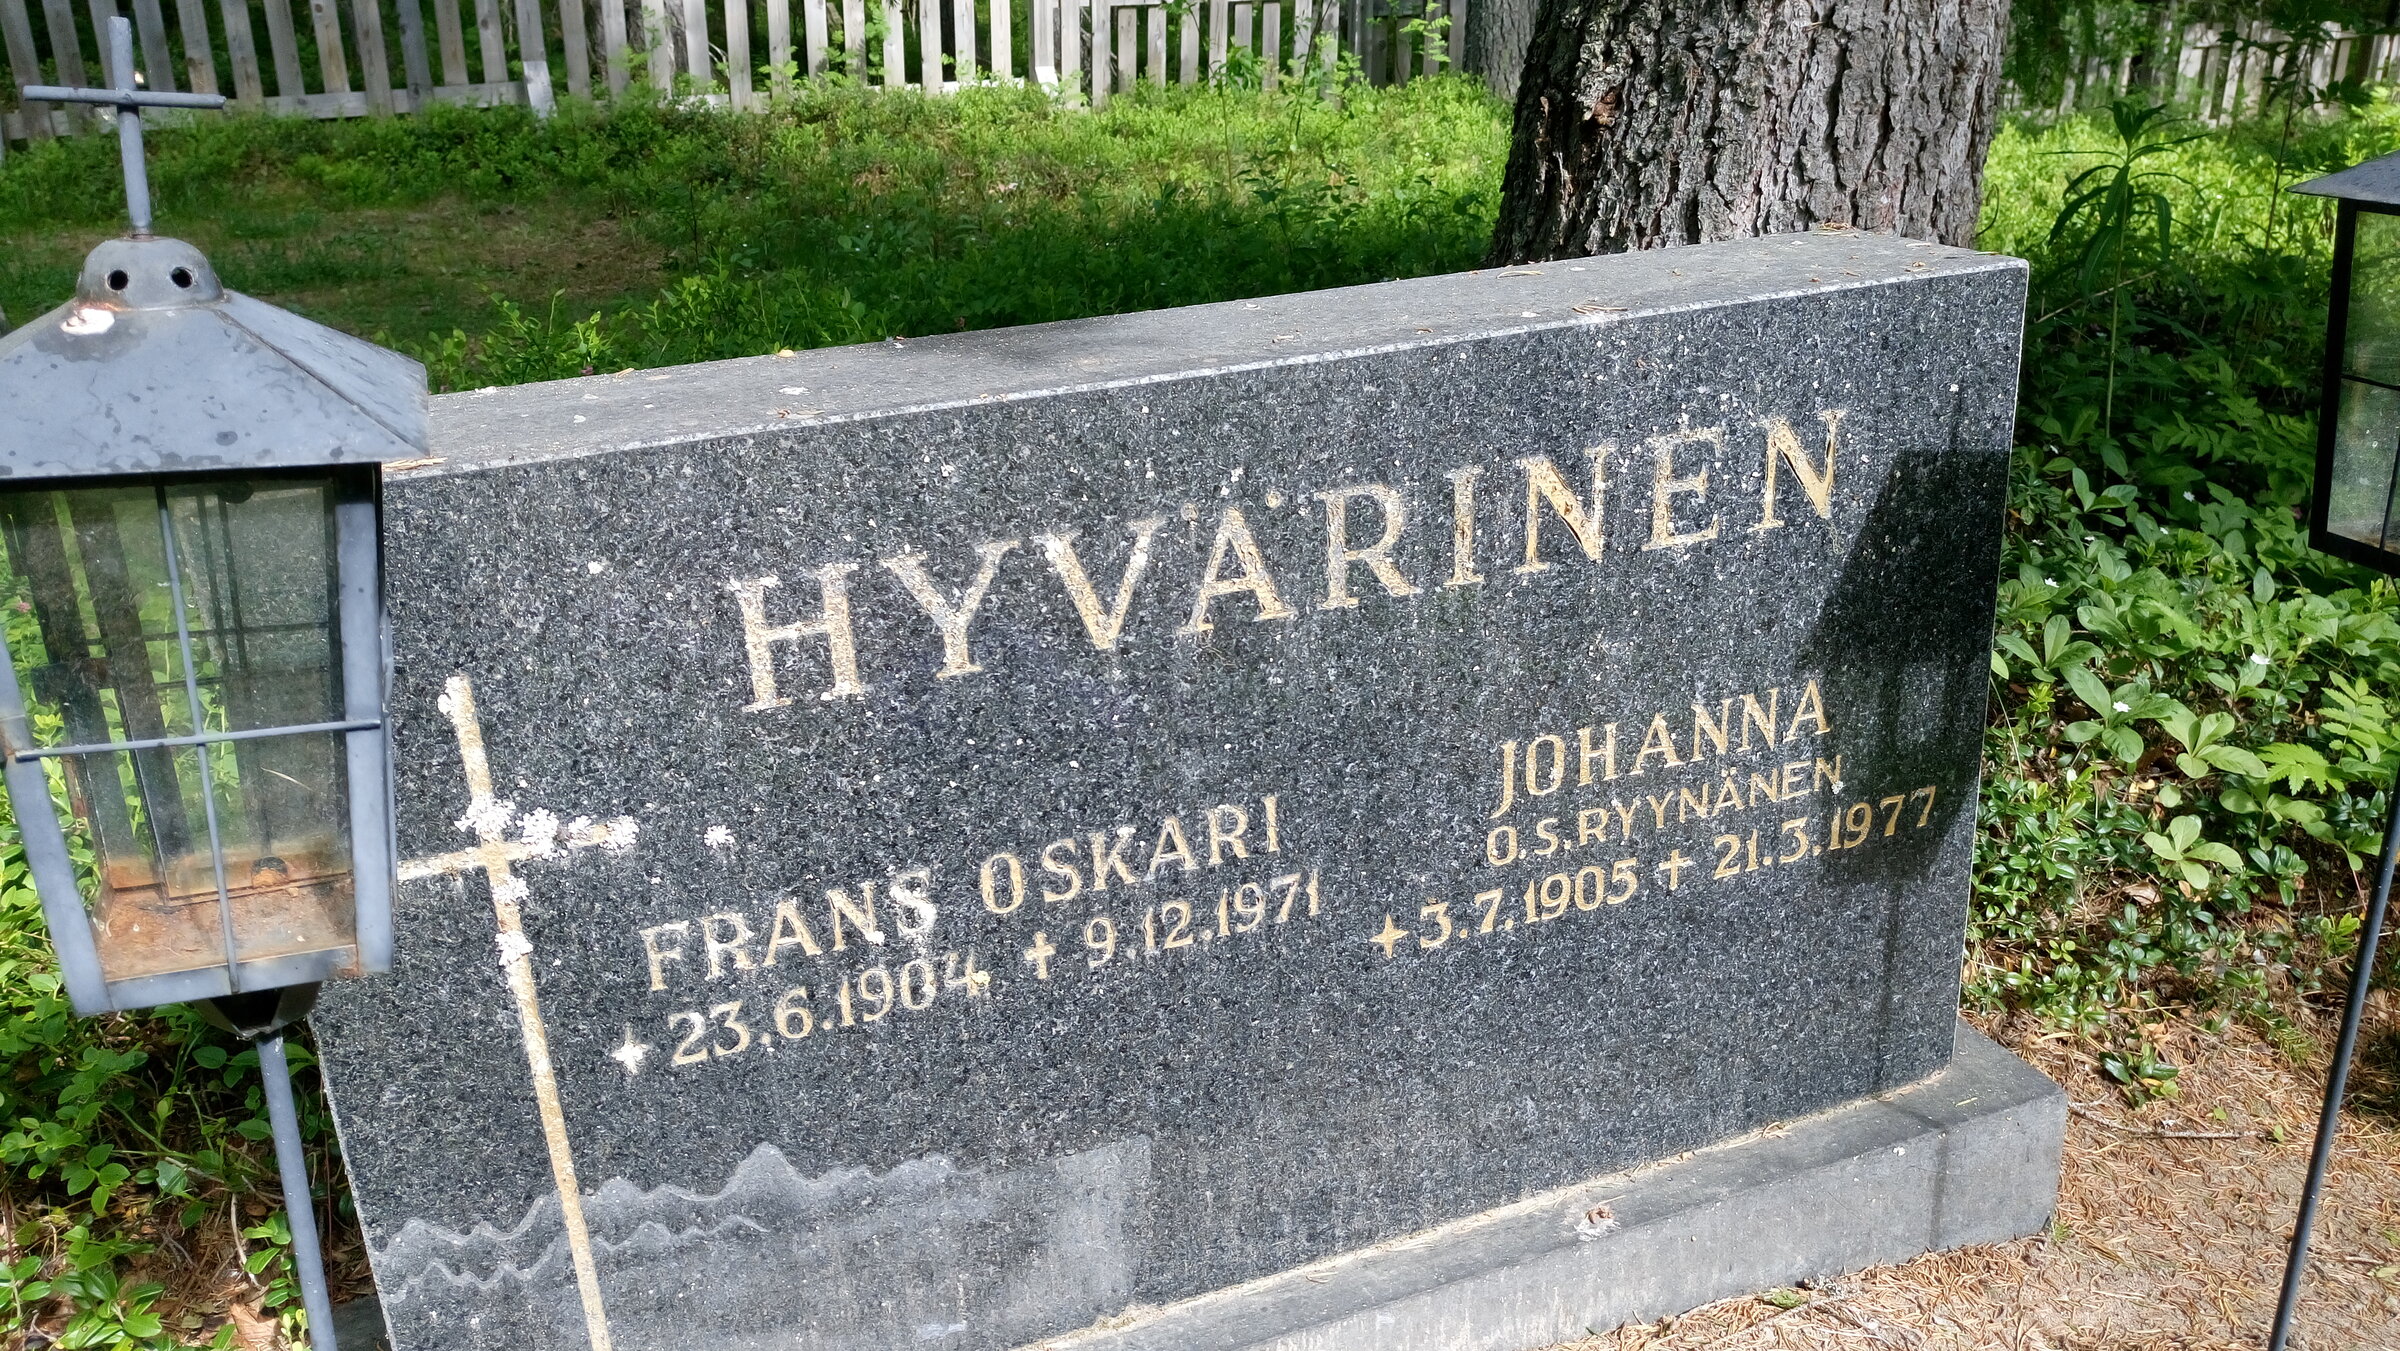 HYVÄRINEN
FRANS OSKARI
23.6.1904 + 9.12.1971
JOHANNA
O.S.RYYNÄNEN
3.7.1905 + 21.3.1977